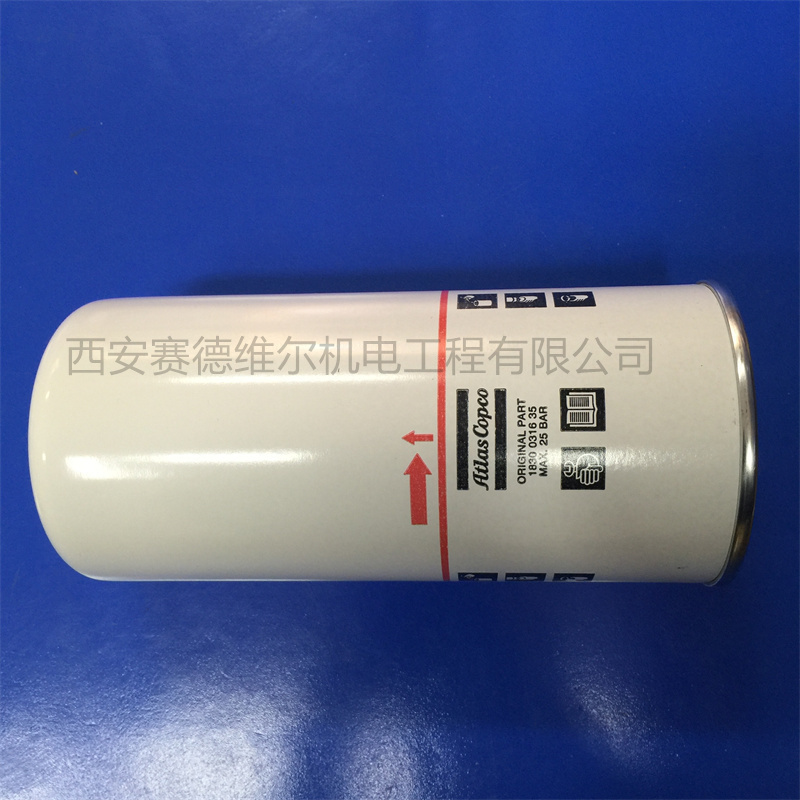 西安赛德维尔机电工程有限公司
Atlas Copco
ORIGINAL PART
1830 0316 35
MAX. 25 BAR